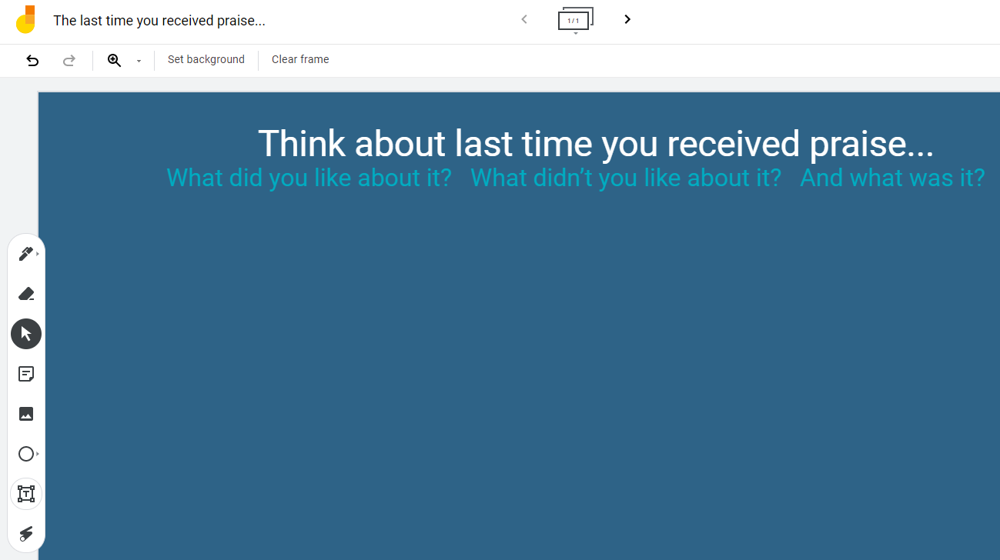 The last time you received praise...
1 / 1
Set background
Clear frame
Think about last time you received praise...
What did you like about it? What didn't you like about it? And what was it?
T